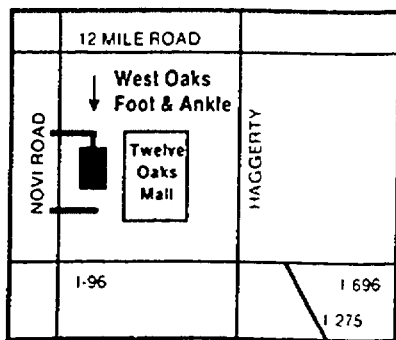 12 MILE ROAD
West Oaks
Foot & Ankle
NOVI ROAD
Twelve
Oaks
Mall
HAGGERTY
I-96
I 696
I 275